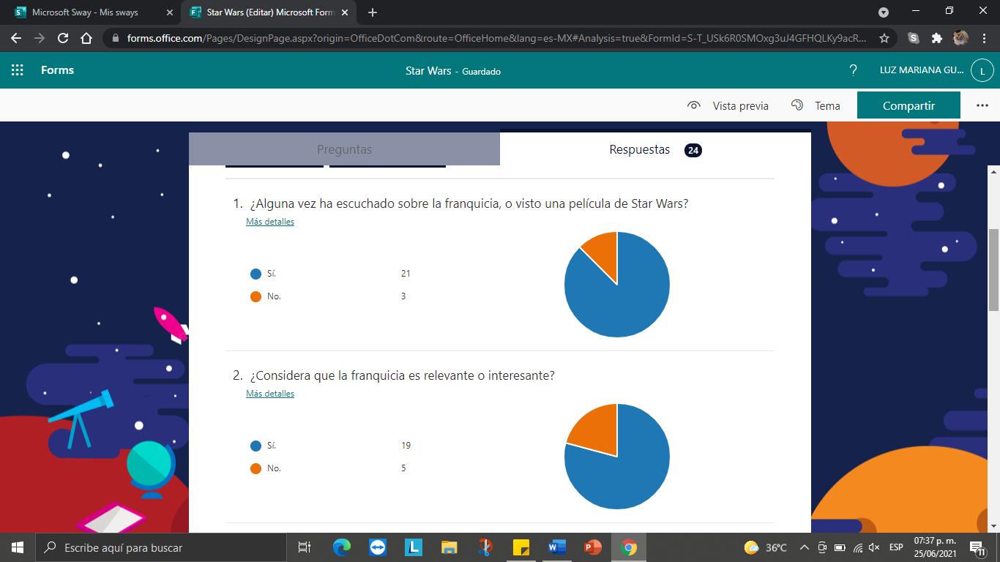 Microsoft Sway - Mis sways
Star Wars (Editar) Microsoft Form
forms.office.com/Pages/DesignPage.aspx?origin=OfficeDotCom&route=OfficeHome&lang=es-MX#Analysis=true&FormId=S-T_USk6R0SMOxg3uJ4GFHQLKy9acR...
Forms
Star Wars - Guardado
?
LUZ MARIANA GU...
L
Vista previa
Tema
Compartir
Preguntas
Respuestas 24
1. ¿Alguna vez ha escuchado sobre la franquicia, o visto una película de Star Wars?
Más detalles
Sí. 21
No. 3
2. ¿Considera que la franquicia es relevante o interesante?
Más detalles
Sí. 19
No. 5
Escribe aquí para buscar
36°C
ESP
07:37 p. m.
25/06/2021
11